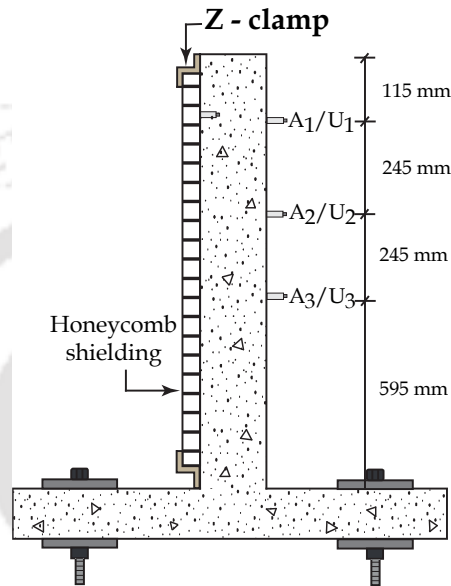 Z - clamp
115 mm
A1/U1
245 mm
A2/U2
245 mm
A3/U3
Honeycomb
shielding
595 mm